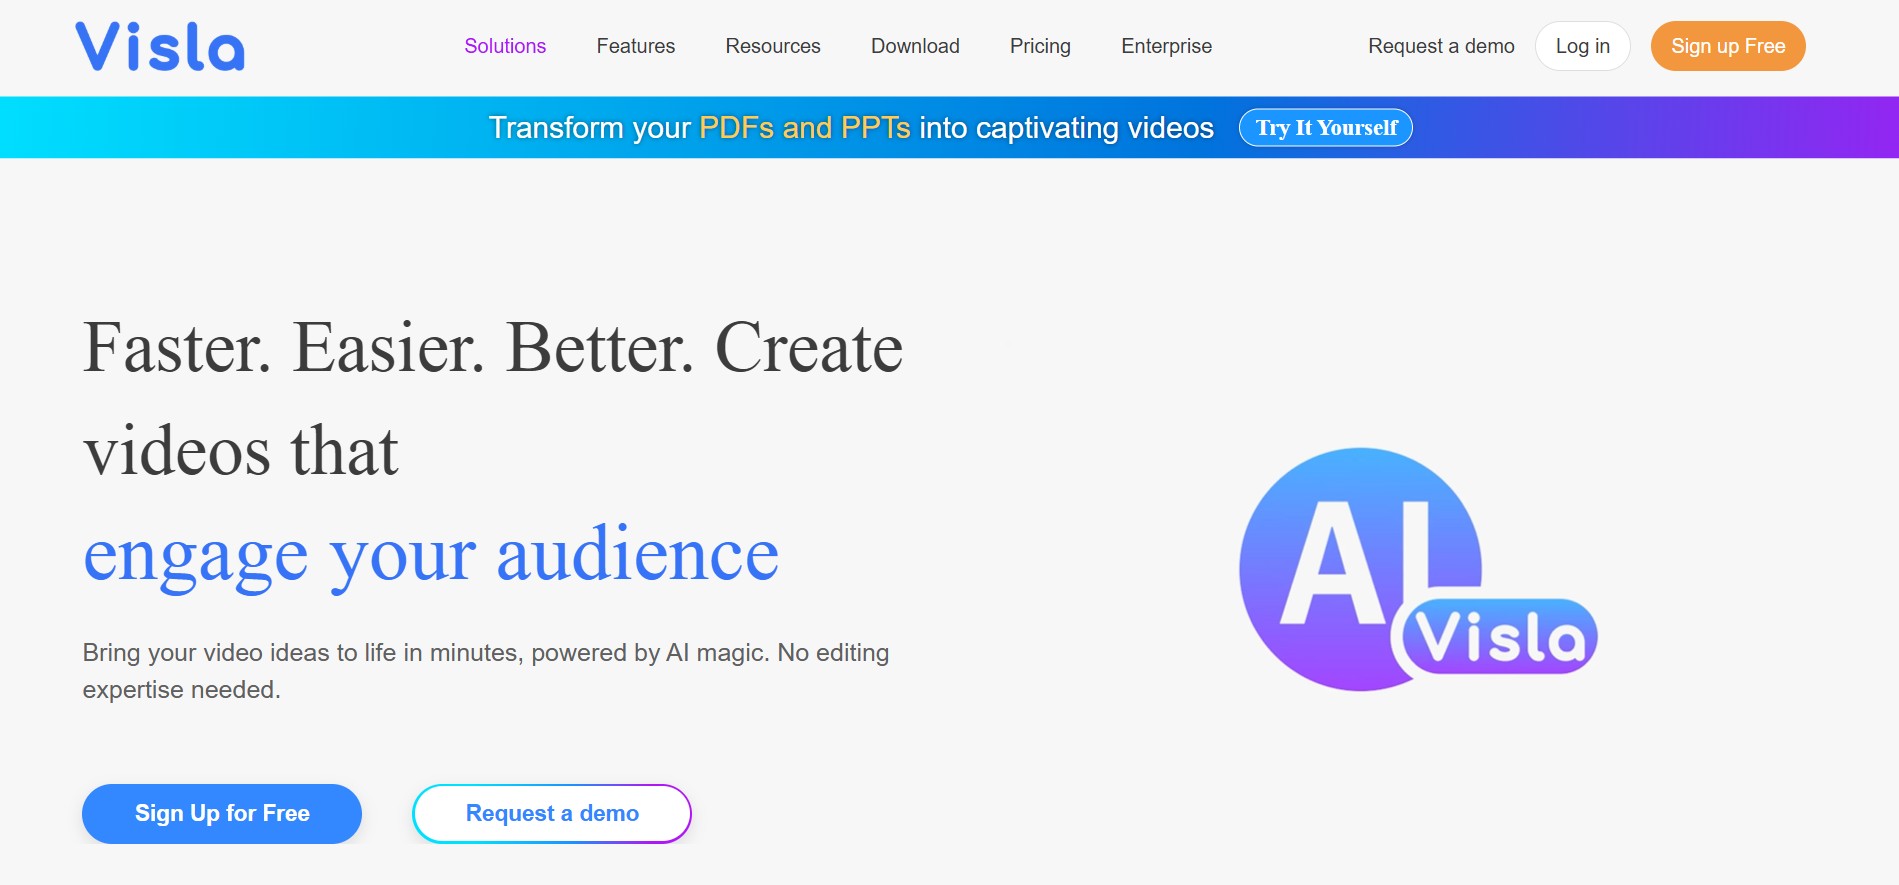 Visla
Solutions Features Resources Download Pricing Enterprise Request a demo Log in Sign up Free
Transform your PDFs and PPTs into captivating videos Try It Yourself
Faster. Easier. Better. Create
videos that
engage your audience
AI
Visla
Bring your video ideas to life in minutes, powered by AI magic. No editing
expertise needed.
Sign Up for Free Request a demo